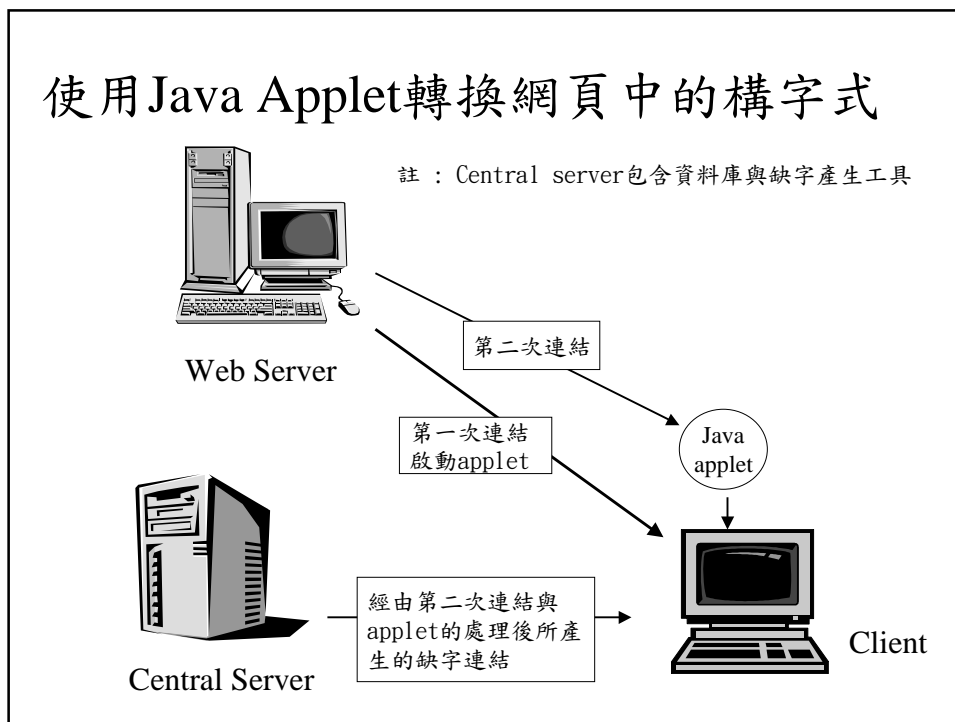 使用Java Applet轉換網頁中的構字式
註 : Central server包含資料庫與缺字產生工具
Web Server
第二次連結
第一次連結
啟動applet
Java
applet
經由第二次連結與
applet的處理後所產
生的缺字連結
Client
Central Server